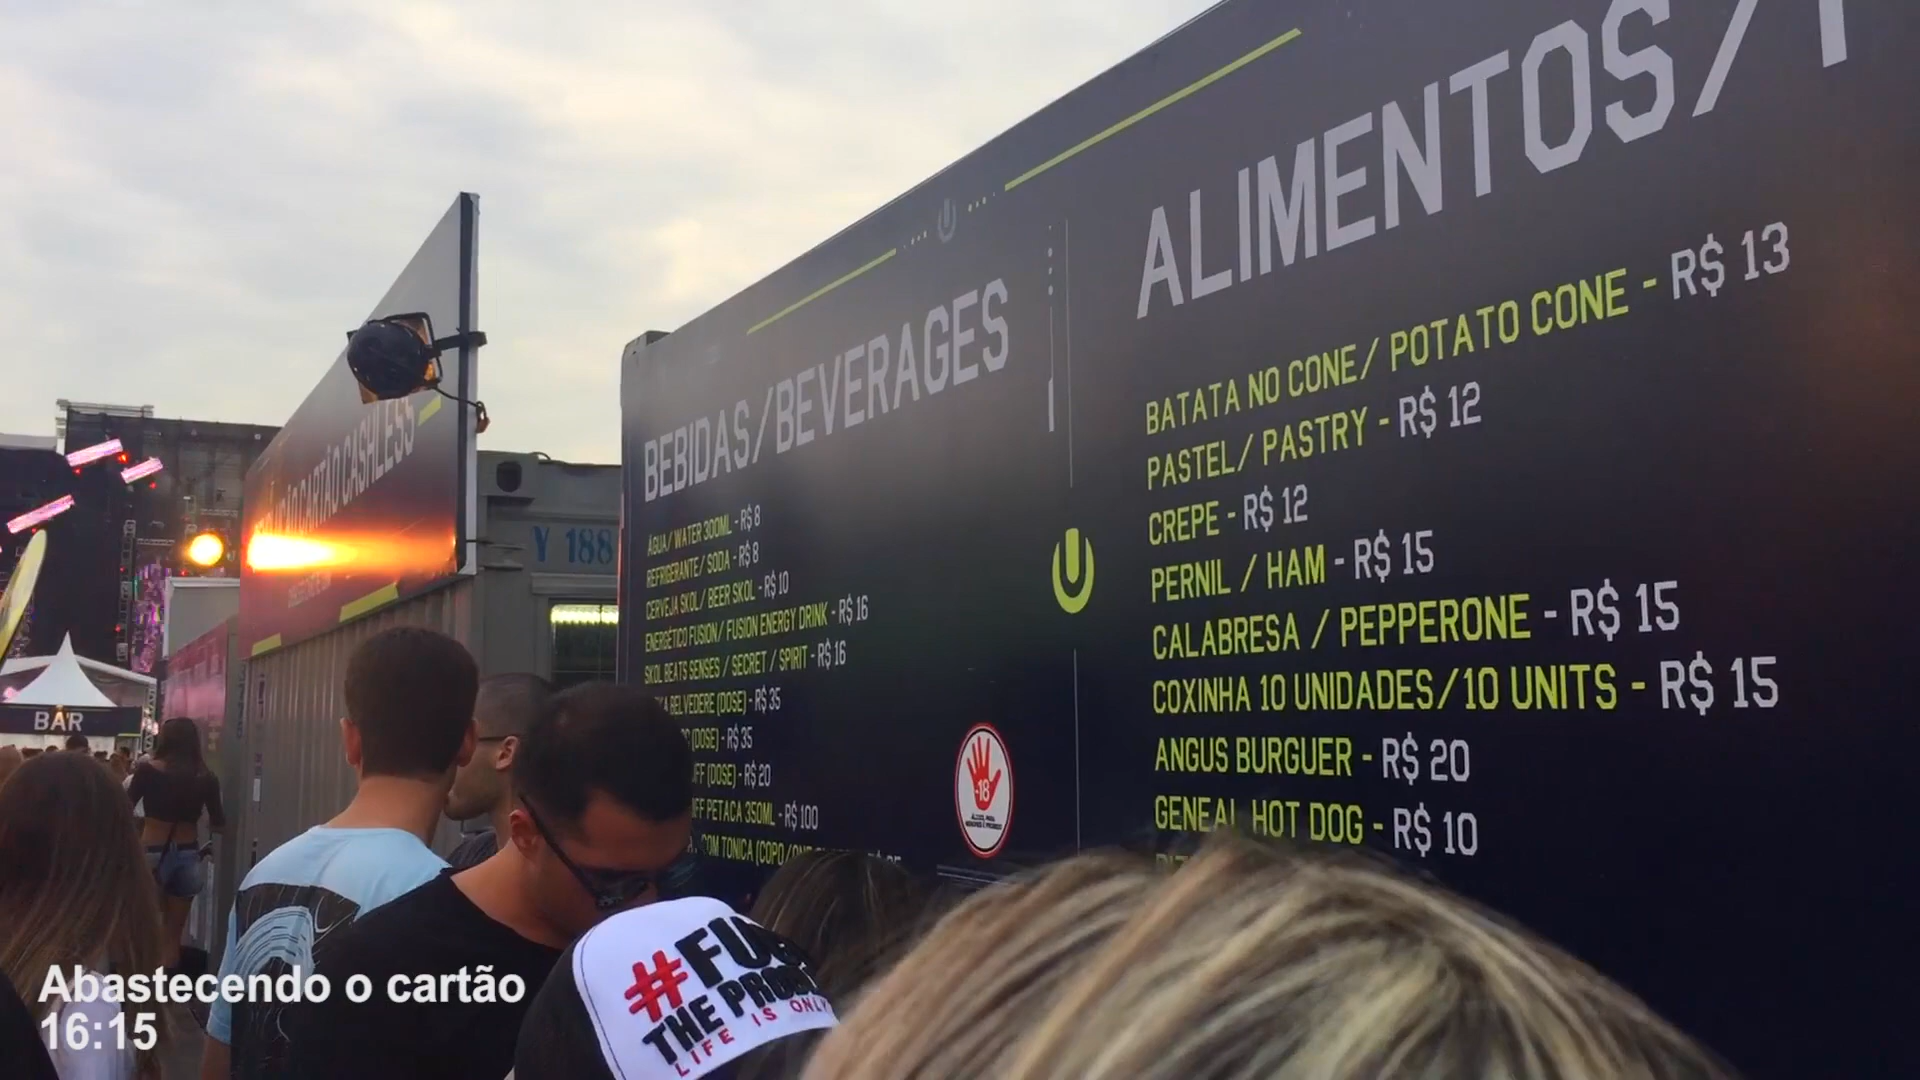 CARTÃO CASHLESS
Y 188
BAR
BEBIDAS/BEVERAGES
ÁGUA/WATER 300ML - R$ 8
REFRIGERANTE/ SODA - R$ 8
CERVEJA SKOL/ BEER SKOL - R$ 10
ENERGÉTICO FUSION/ FUSION ENERGY DRINK - R$ 16
SKOL BEATS SENSES / SECRET / SPIRIT - R$ 16
BELVEDERE (DOSE) - R$ 35
(DOSE) - R$ 35
(DOSE) - R$ 20
PETACA 350ML - R$ 100
COM TONICA (COPO/
-18
ALIMENTOS/
BATATA NO CONE/ POTATO CONE - R$ 13
PASTEL/ PASTRY - R$ 12
CREPE - R$ 12
PERNIL / HAM - R$ 15
CALABRESA / PEPPERONE - R$ 15
COXINHA 10 UNIDADES/10 UNITS - R$ 15
ANGUS BURGUER - R$ 20
GENEAL HOT DOG - R$ 10
THE
LIFE IS ONLY
Abastecendo o cartão
16:15